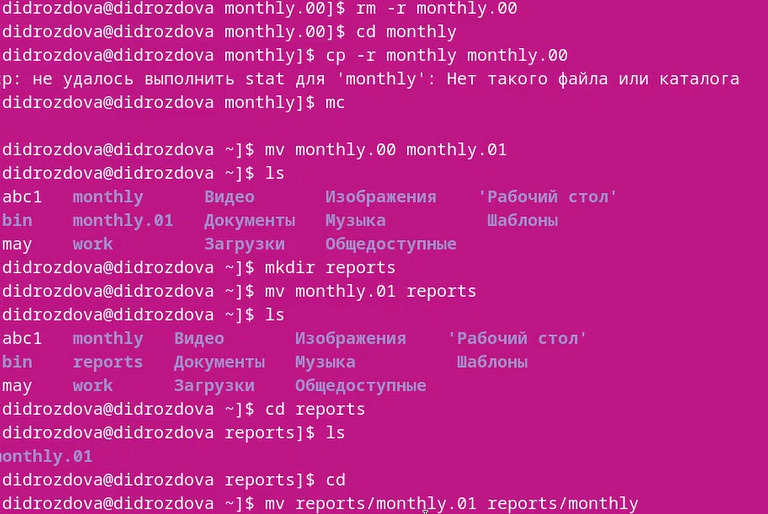 didrozdova@didrozdova monthly.00]$ rm -r monthly.00
didrozdova@didrozdova monthly.00]$ cd monthly
didrozdova@didrozdova monthly]$ cp -r monthly monthly.00
p: не удалось выполнить stat для 'monthly': Нет такого файла или каталога
didrozdova@didrozdova monthly]$ mc
didrozdova@didrozdova ~]$ mv monthly.00 monthly.01
didrozdova@didrozdova ~]$ ls
abc1 monthly Видео Изображения 'Рабочий стол'
bin monthly.01 Документы Музыка Шаблоны
may work Загрузки Общедоступные
didrozdova@didrozdova ~]$ mkdir reports
didrozdova@didrozdova ~]$ mv monthly.01 reports
didrozdova@didrozdova ~]$ ls
abc1 monthly Видео Изображения 'Рабочий стол'
bin reports Документы Музыка Шаблоны
may work Загрузки Общедоступные
didrozdova@didrozdova ~]$ cd reports
didrozdova@didrozdova reports]$ ls
monthly.01
didrozdova@didrozdova reports]$ cd
didrozdova@didrozdova ~]$ mv reports/monthly.01 reports/monthly